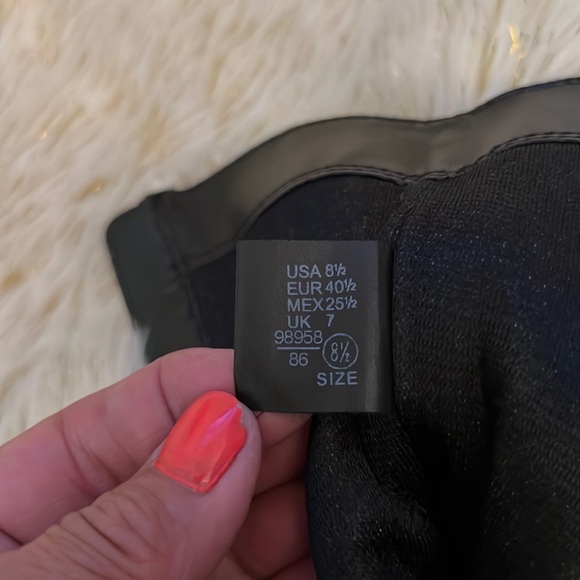 USA 8½
EUR 40½
MEX 25½
UK 7
98958
86 8½
SIZE